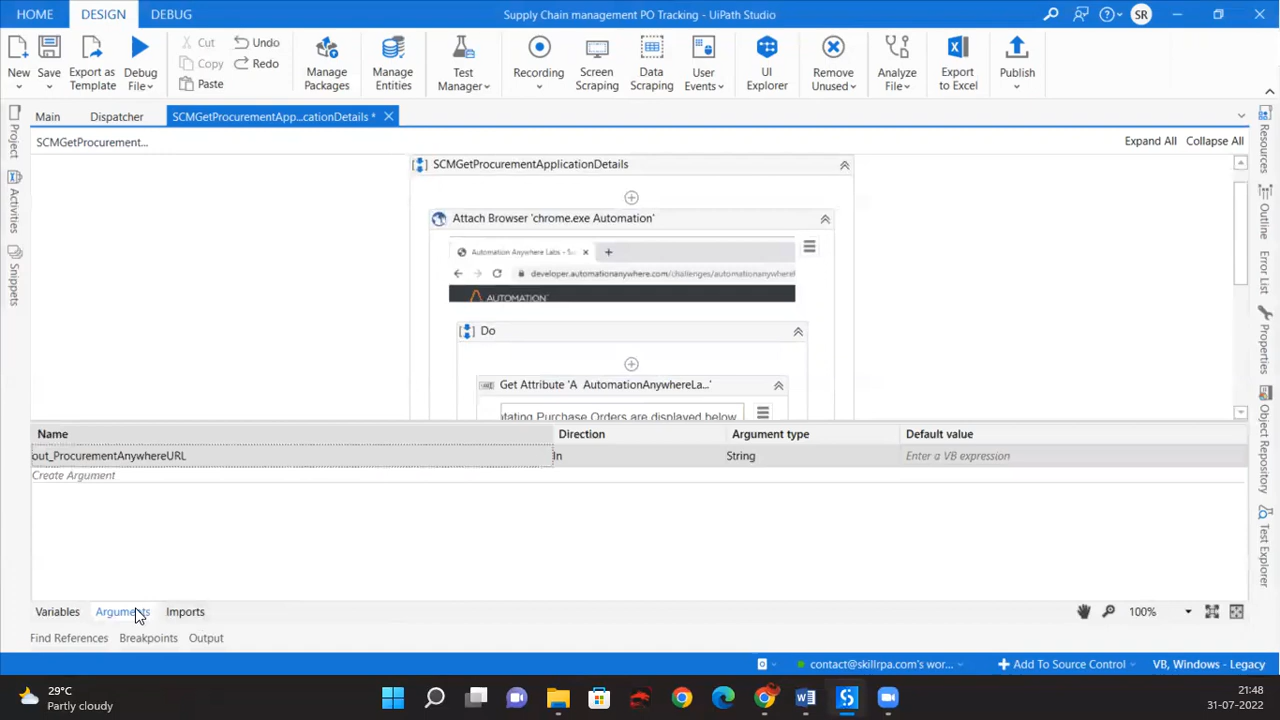 HOME
DESIGN
DEBUG
Supply Chain management PO Tracking - UiPath Studio
SR
New
Save
Export as Template
Debug File
Cut
Copy
Paste
Undo
Redo
Manage Packages
Manage Entities
Test Manager
Recording
Screen Scraping
Data Scraping
User Events
UI Explorer
Remove Unused
Analyze File
Export to Excel
Publish
Main
Dispatcher
SCMGetProcurementApp...cationDetails *
SCMGetProcurement...
Expand All
Collapse All
Project
Activities
Snippets
SCMGetProcurementApplicationDetails
Attach Browser 'chrome.exe Automation'
Automation Anywhere Labs - Su
developer.automationanywhere.com/challenges/automationanywherel
AUTOMATION
Do
Get Attribute 'A AutomationAnywhereLa...'
tating Purchase Orders are displayed below
Resources
Outline
Error List
Properties
Object Repository
Test Explorer
Name
Direction
Argument type
Default value
out_ProcurementAnywhereURL
In
String
Enter a VB expression
Create Argument
Variables
Arguments
Imports
100%
Find References
Breakpoints
Output
contact@skillrpa.com's wor...
Add To Source Control
VB, Windows - Legacy
29°C
Partly cloudy
21:48
31-07-2022